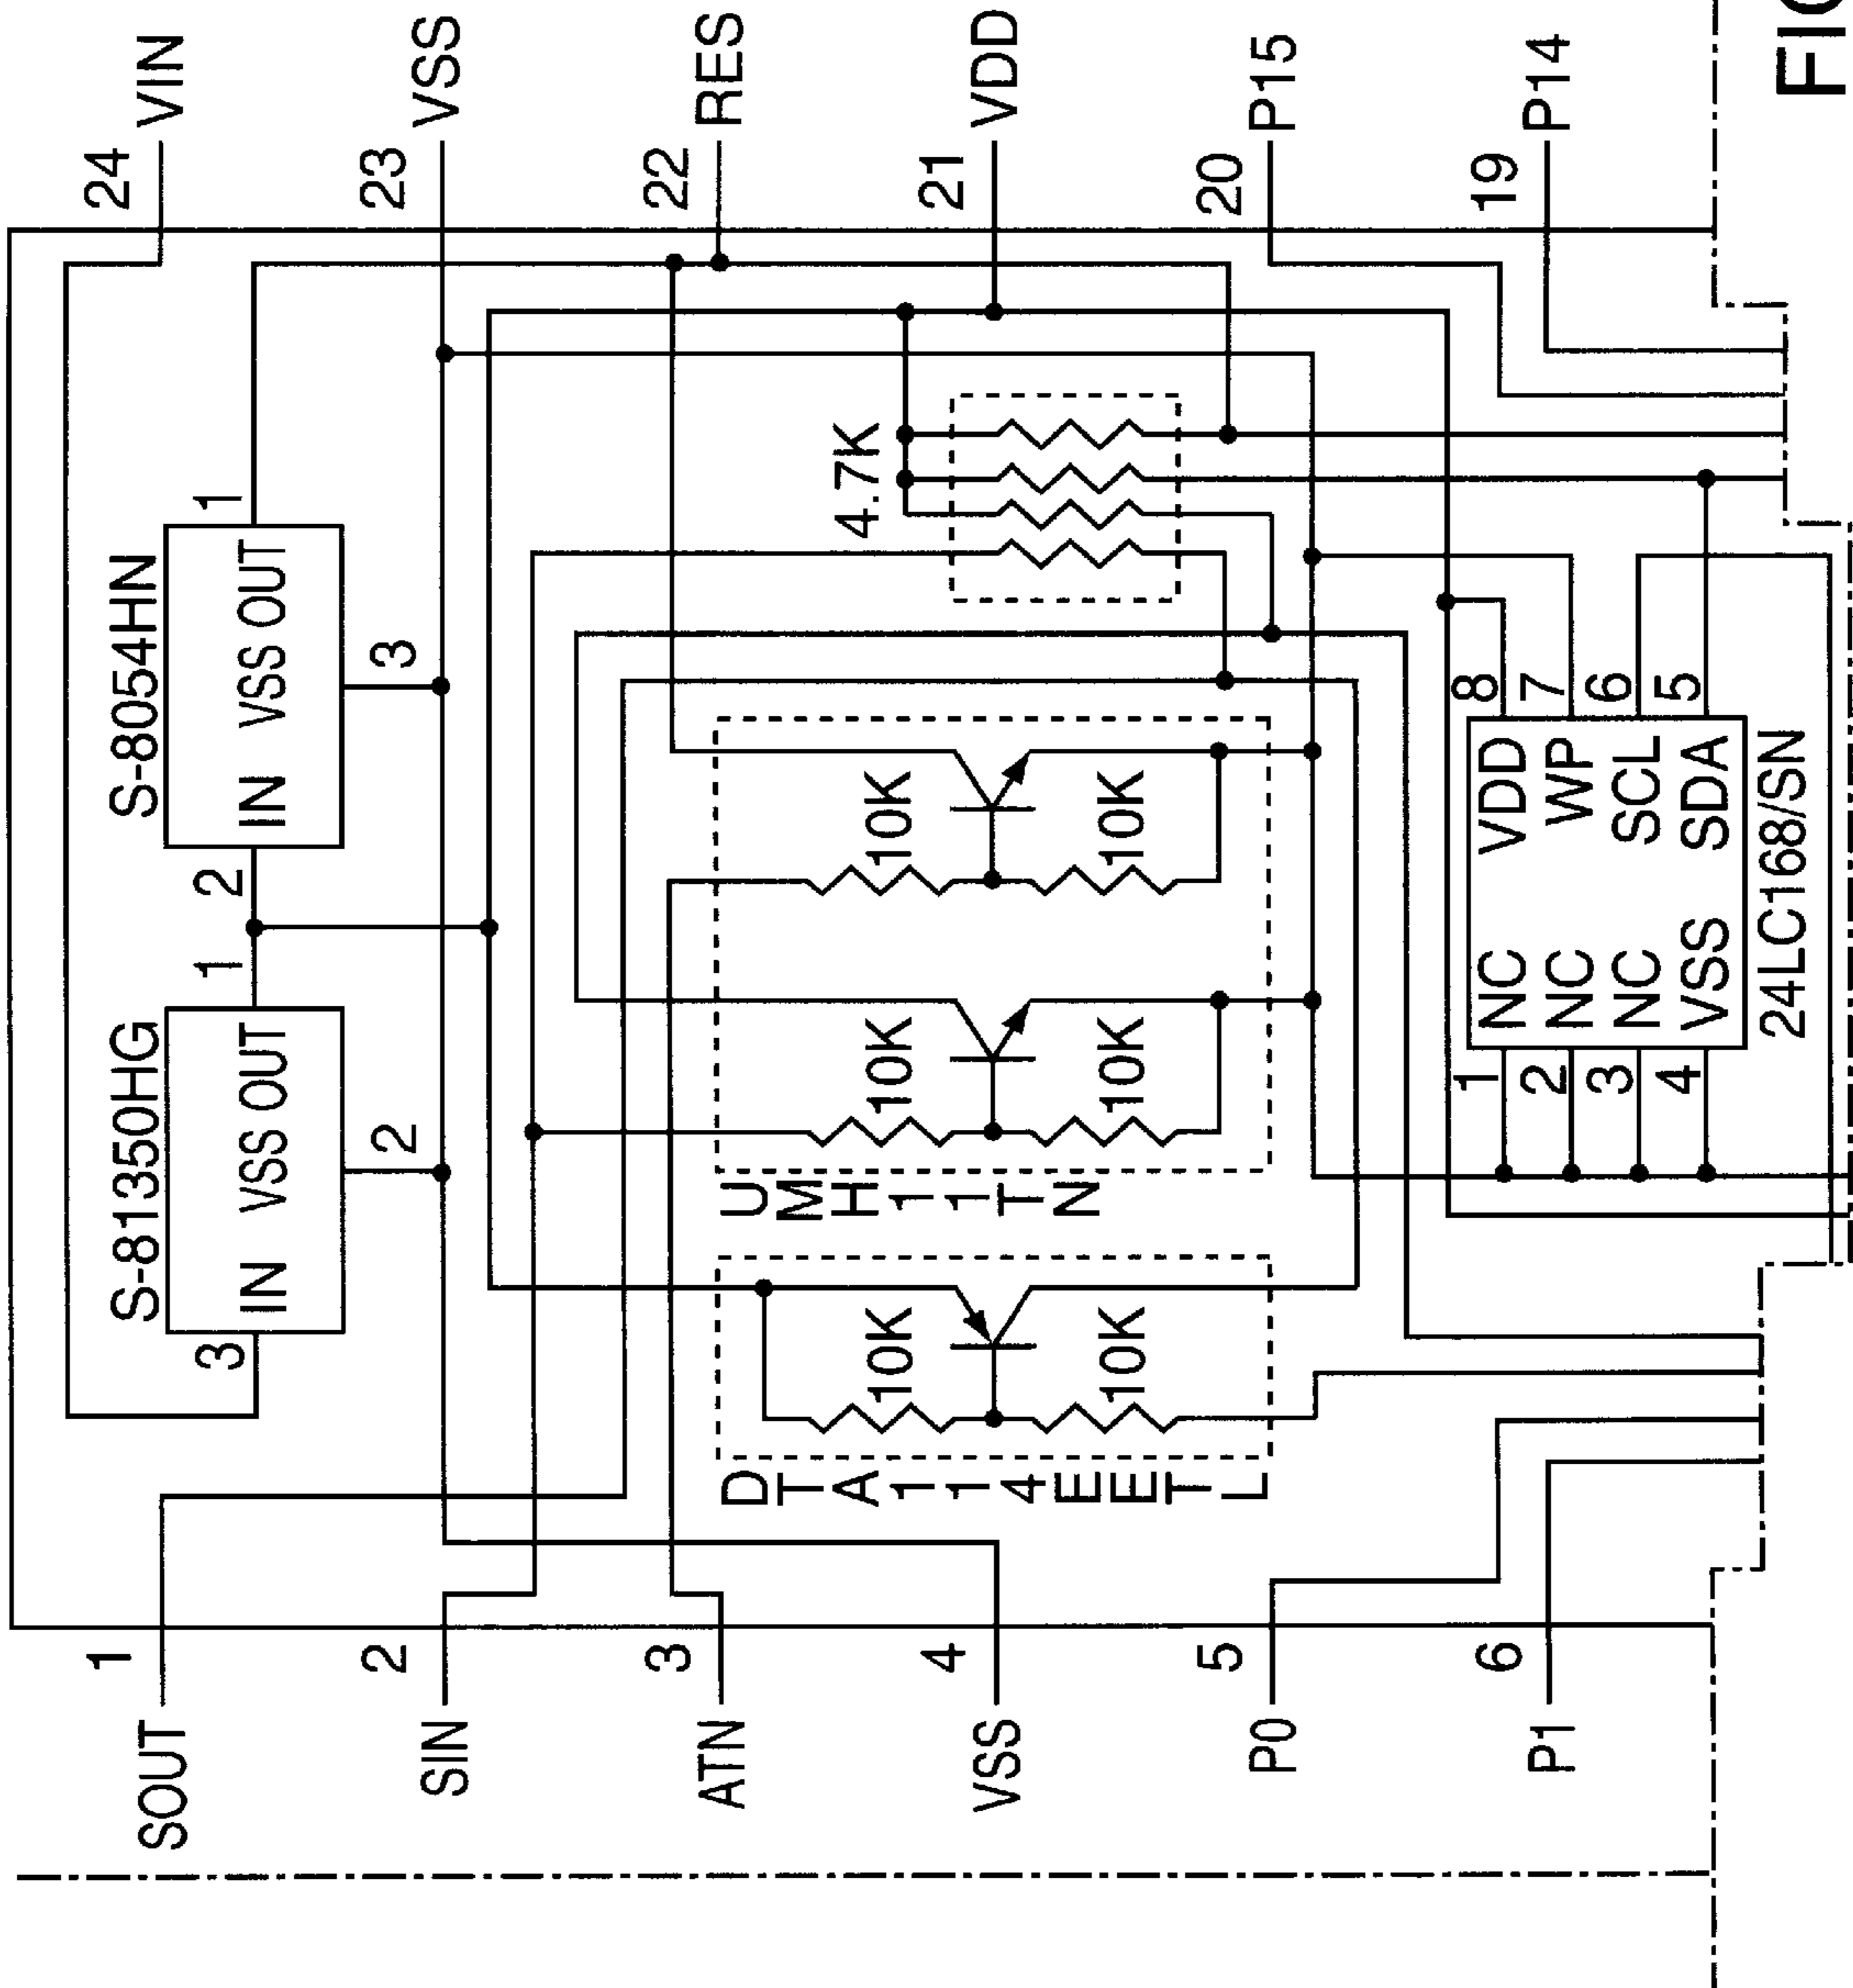 SOUT
1
SIN
2
ATN
3
VSS
4
P0
5
P1
6
24
VIN
23
VSS
22
RES
21
VDD
20
P15
19
P14
S-81350HG
3
IN VSS OUT
1
2
S-8054HN
2
IN VSS OUT
1
3
4.7K
DTA114EETL
10K
10K
UMH11TN
10K
10K
10K
10K
1 NC VDD 8
2 NC WP 7
3 NC SCL 6
4 VSS SDA 5
24LC168/SN